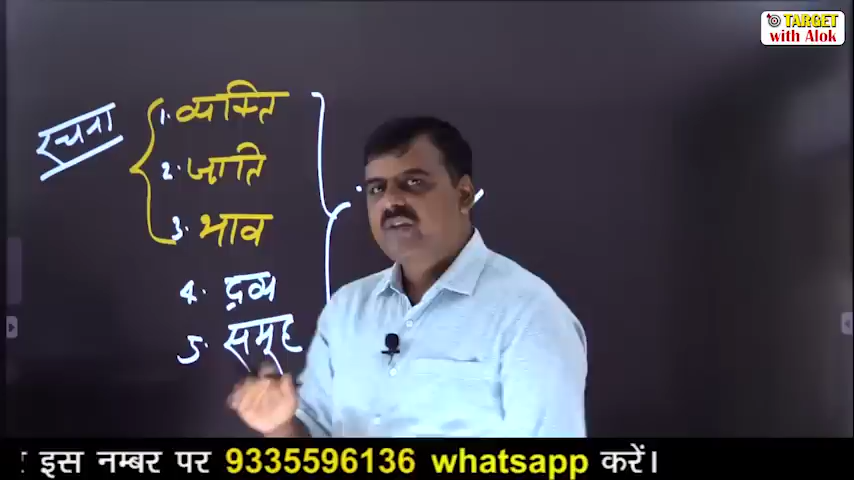 TARGET
with Alok
रचना
1. व्यक्ति
2. जाति
3. भाव
4. द्रव्य
5. समूह
इस नम्बर पर 9335596136 whatsapp करें।